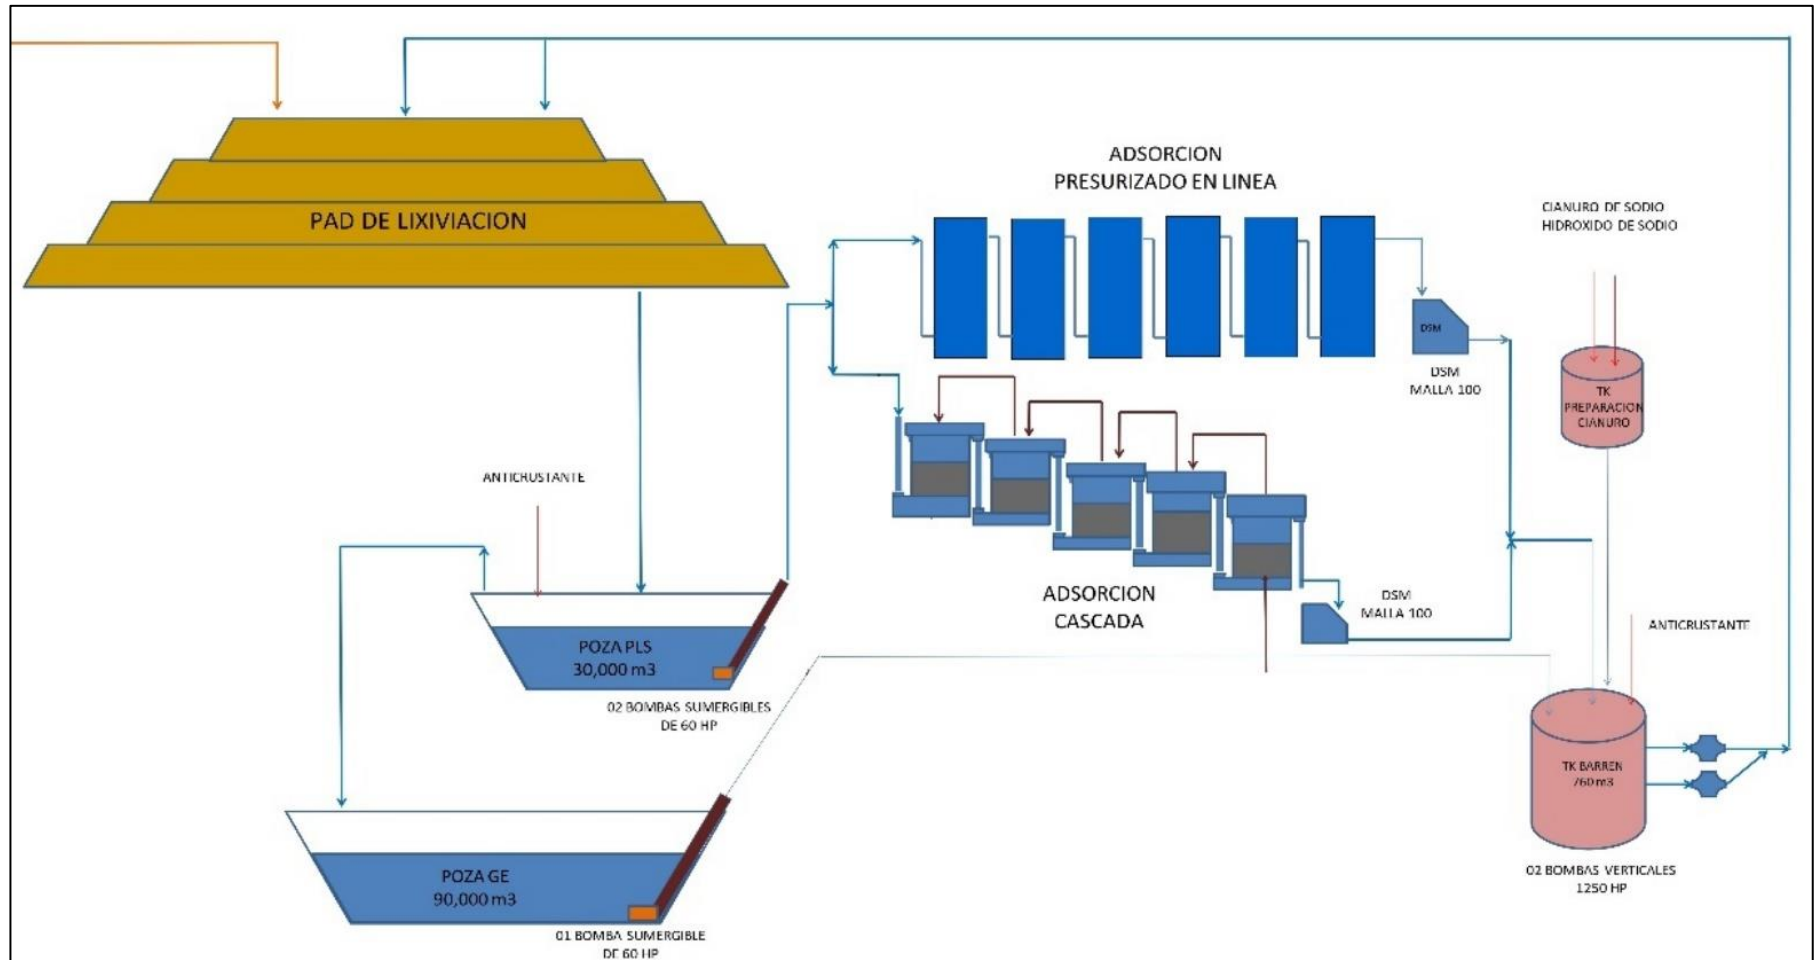 ADSORCION
PRESURIZADO EN LINEA
CIANURO DE SODIO
HIDROXIDO DE SODIO
PAD DE LIXIVIACION
DSM
DSM
MALLA 100
TK
PREPARACION
CIANURO
ANTICRUSTANTE
ADSORCION
CASCADA
DSM
MALLA 100
ANTICRUSTANTE
POZA PLS
30,000 m3
02 BOMBAS SUMERGIBLES
DE 60 HP
TK BARREN
760 m3
POZA GE
90,000 m3
02 BOMBAS VERTICALES
1250 HP
01 BOMBA SUMERGIBLE
DE 60 HP